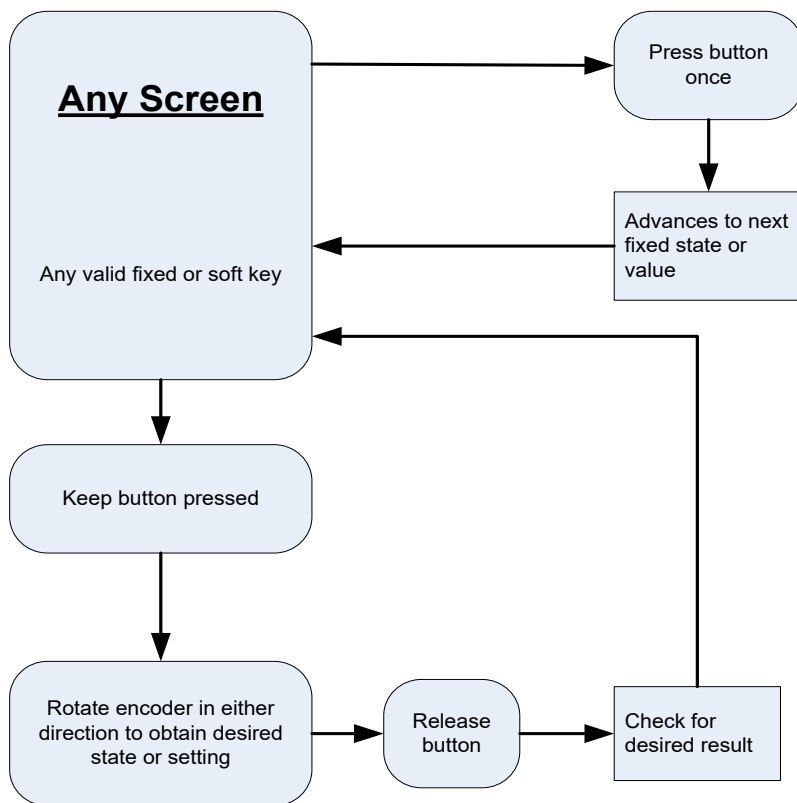 Any Screen
Any valid fixed or soft key
Press button
once
Advances to next
fixed state or
value
Keep button pressed
Rotate encoder in either
direction to obtain desired
state or setting
Release
button
Check for
desired result